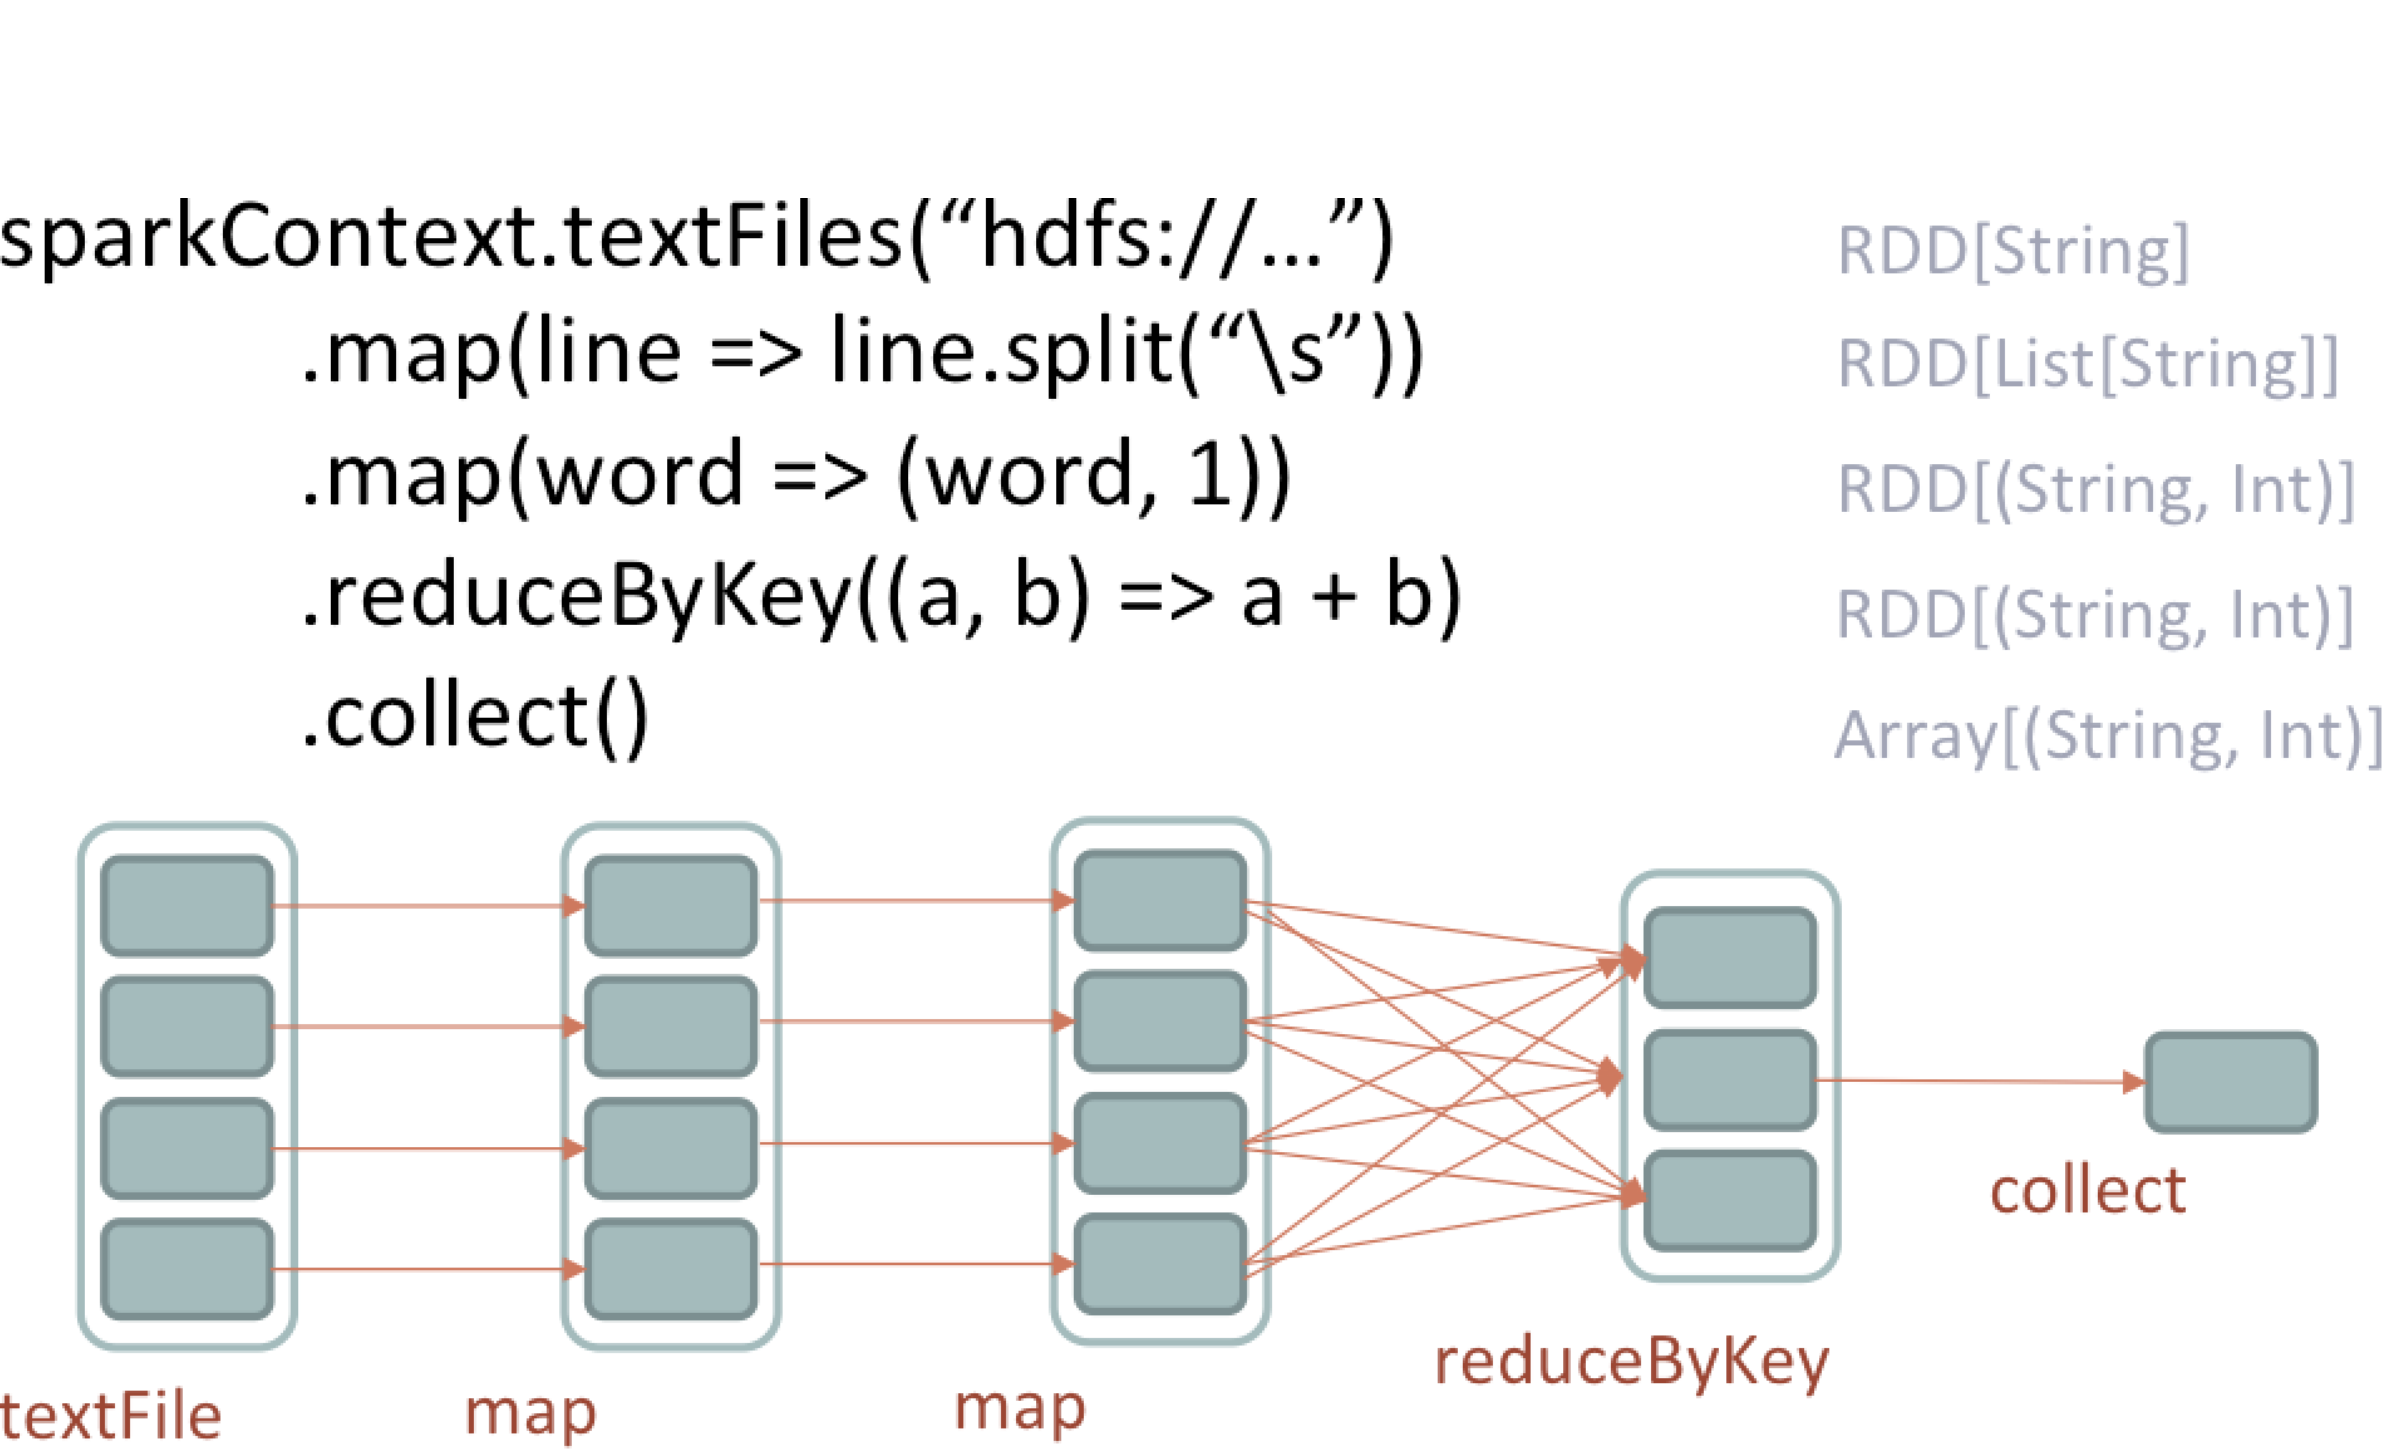 sparkContext.textFiles(“hdfs://…”) RDD[String]
.map(line => line.split(“\s”)) RDD[List[String]]
.map(word => (word, 1)) RDD[(String, Int)]
.reduceByKey((a, b) => a + b) RDD[(String, Int)]
.collect() Array[(String, Int)]
collect
reduceByKey
textFile map map